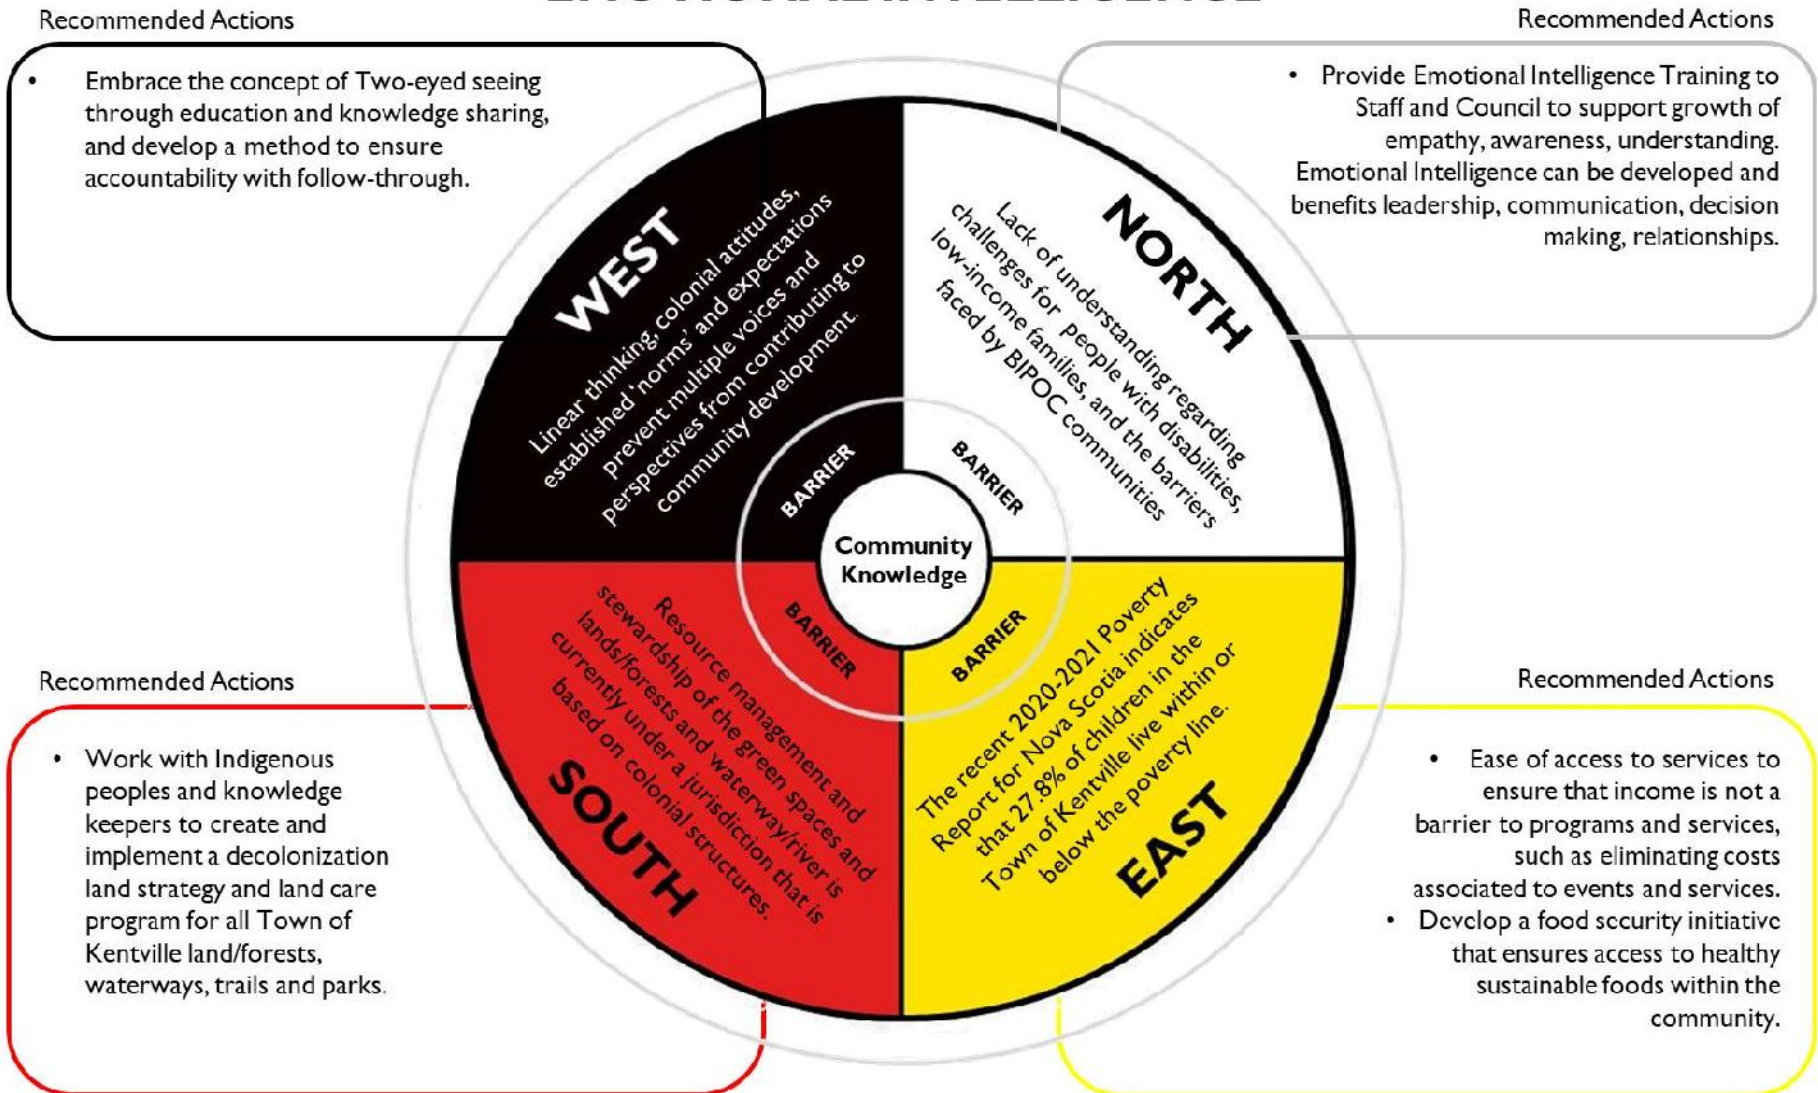 EMOTIONAL INTELLIGENCE
Recommended Actions
• Embrace the concept of Two-eyed seeing
through education and knowledge sharing,
and develop a method to ensure
accountability with follow-through.
Recommended Actions
• Provide Emotional Intelligence Training to
Staff and Council to support growth of
empathy, awareness, understanding.
Emotional Intelligence can be developed and
benefits leadership, communication, decision
making, relationships.
WEST
Linear thinking, colonial attitudes,
established ‘norms’ and expectations
prevent multiple voices and
perspectives from contributing to
community development.
BARRIER
NORTH
Lack of understanding regarding
challenges for people with disabilities,
low-income families, and the barriers
faced by BIPOC communities
BARRIER
Community
Knowledge
BARRIER
Resource management and
stewardship of the green spaces and
lands/forests and waterway/river is
currently under a jurisdiction that is
based on colonial structures.
SOUTH
BARRIER
The recent 2020-2021 Poverty
Report for Nova Scotia indicates
that 27.8% of children in the
Town of Kentville live within or
below the poverty line.
EAST
Recommended Actions
• Work with Indigenous
peoples and knowledge
keepers to create and
implement a decolonization
land strategy and land care
program for all Town of
Kentville land/forests,
waterways, trails and parks.
Recommended Actions
• Ease of access to services to
ensure that income is not a
barrier to programs and services,
such as eliminating costs
associated to events and services.
• Develop a food security initiative
that ensures access to healthy
sustainable foods within the
community.